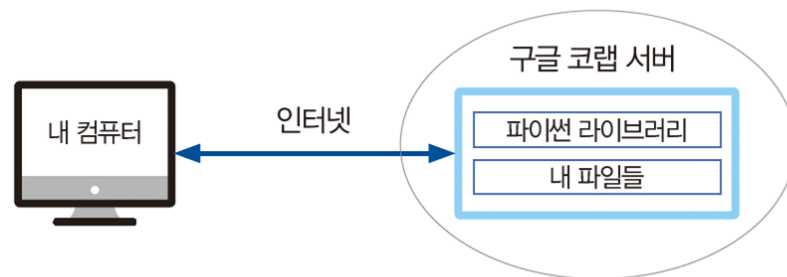 구글 코랩 서버
내 컴퓨터
인터넷
파이썬 라이브러리
내 파일들